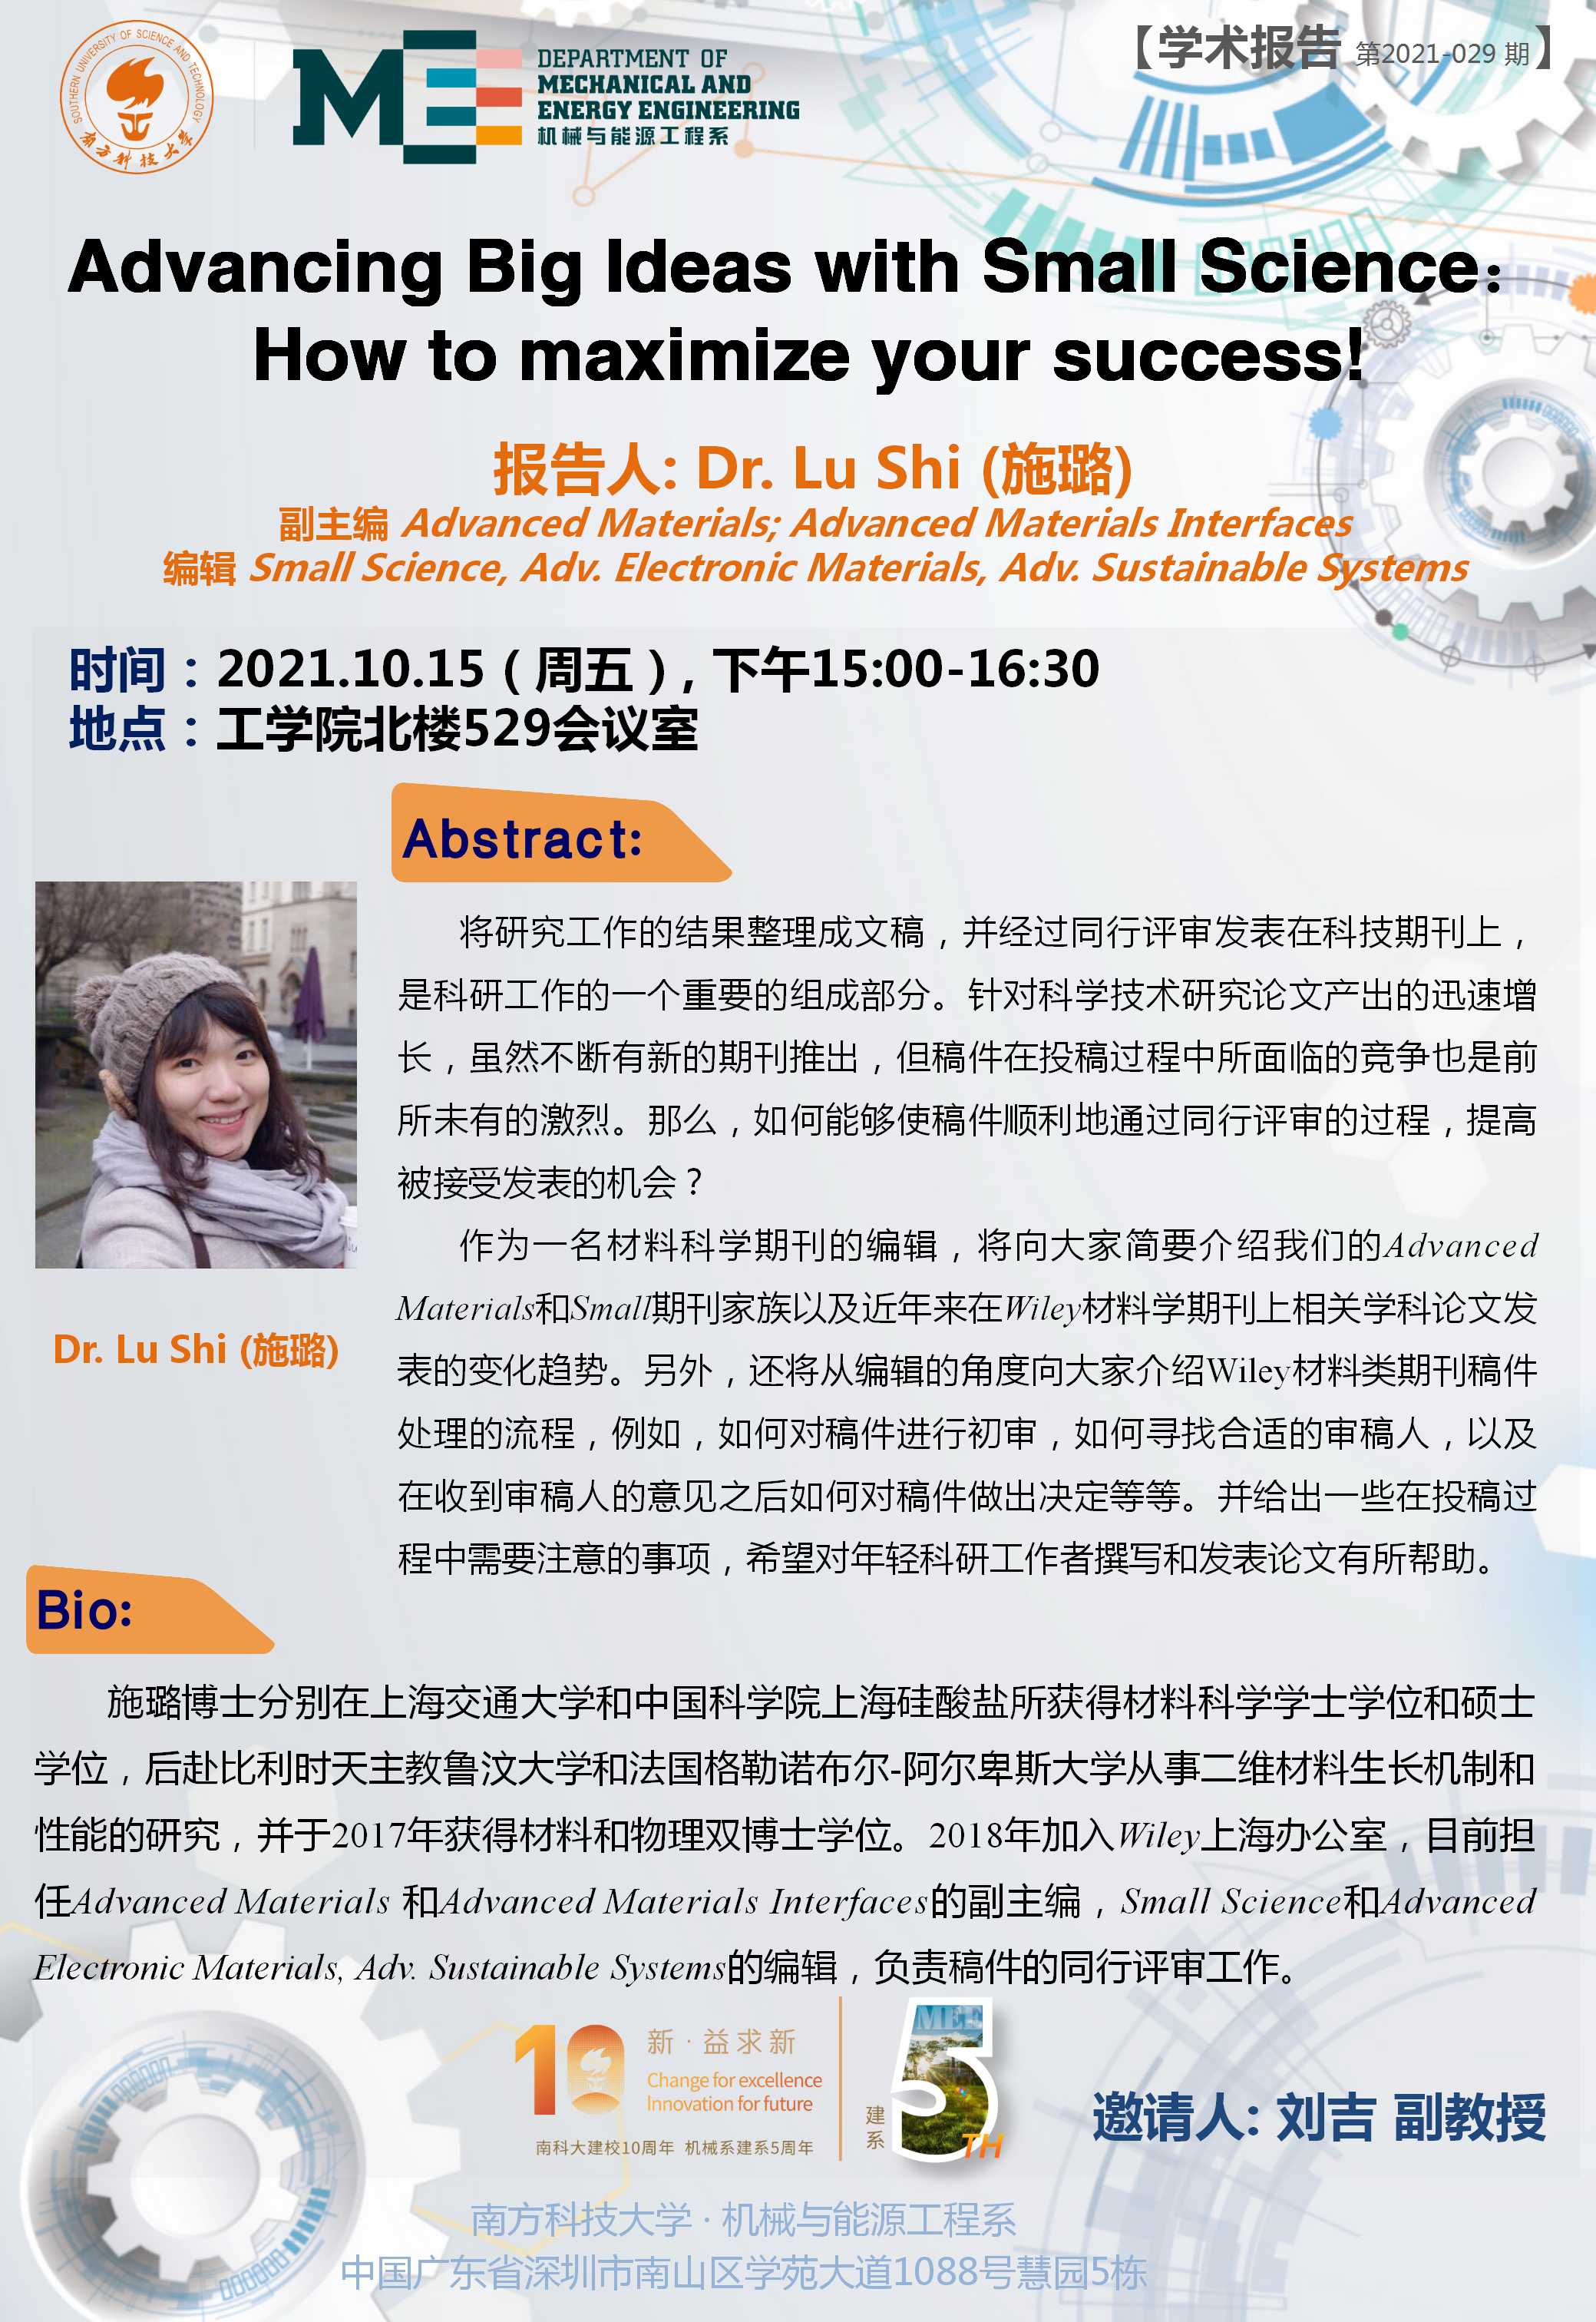 SOUTHERN UNIVERSITY OF SCIENCE AND TECHNOLOGY
南方科技大学
MEE
DEPARTMENT OF
MECHANICAL AND
ENERGY ENGINEERING
机械与能源工程系
【学术报告 第2021-029 期】
Advancing Big Ideas with Small Science:
How to maximize your success!
报告人: Dr. Lu Shi (施璐)
副主编 Advanced Materials; Advanced Materials Interfaces
编辑 Small Science, Adv. Electronic Materials, Adv. Sustainable Systems
时间：2021.10.15（周五）, 下午15:00-16:30
地点：工学院北楼529会议室
Abstract:
将研究工作的结果整理成文稿，并经过同行评审发表在科技期刊上，
是科研工作的一个重要的组成部分。针对科学技术研究论文产出的迅速增
长，虽然不断有新的期刊推出，但稿件在投稿过程中所面临的竞争也是前
所未有的激烈。那么，如何能够使稿件顺利地通过同行评审的过程，提高
被接受发表的机会？
作为一名材料科学期刊的编辑，将向大家简要介绍我们的Advanced
Materials和Small期刊家族以及近年来在Wiley材料学期刊上相关学科论文发
表的变化趋势。另外，还将从编辑的角度向大家介绍Wiley材料类期刊稿件
处理的流程，例如，如何对稿件进行初审，如何寻找合适的审稿人，以及
在收到审稿人的意见之后如何对稿件做出决定等等。并给出一些在投稿过
程中需要注意的事项，希望对年轻科研工作者撰写和发表论文有所帮助。
Dr. Lu Shi (施璐)
Bio:
施璐博士分别在上海交通大学和中国科学院上海硅酸盐所获得材料科学学士学位和硕士
学位，后赴比利时天主教鲁汶大学和法国格勒诺布尔-阿尔卑斯大学从事二维材料生长机制和
性能的研究，并于2017年获得材料和物理双博士学位。2018年加入Wiley上海办公室，目前担
任Advanced Materials 和Advanced Materials Interfaces的副主编，Small Science和Advanced
Electronic Materials, Adv. Sustainable Systems的编辑，负责稿件的同行评审工作。
10
新·益求新
Change for excellence
Innovation for future
南科大建校10周年 机械系建系5周年
建系
MEE
5TH
邀请人: 刘吉 副教授
南方科技大学·机械与能源工程系
中国广东省深圳市南山区学苑大道1088号慧园5栋